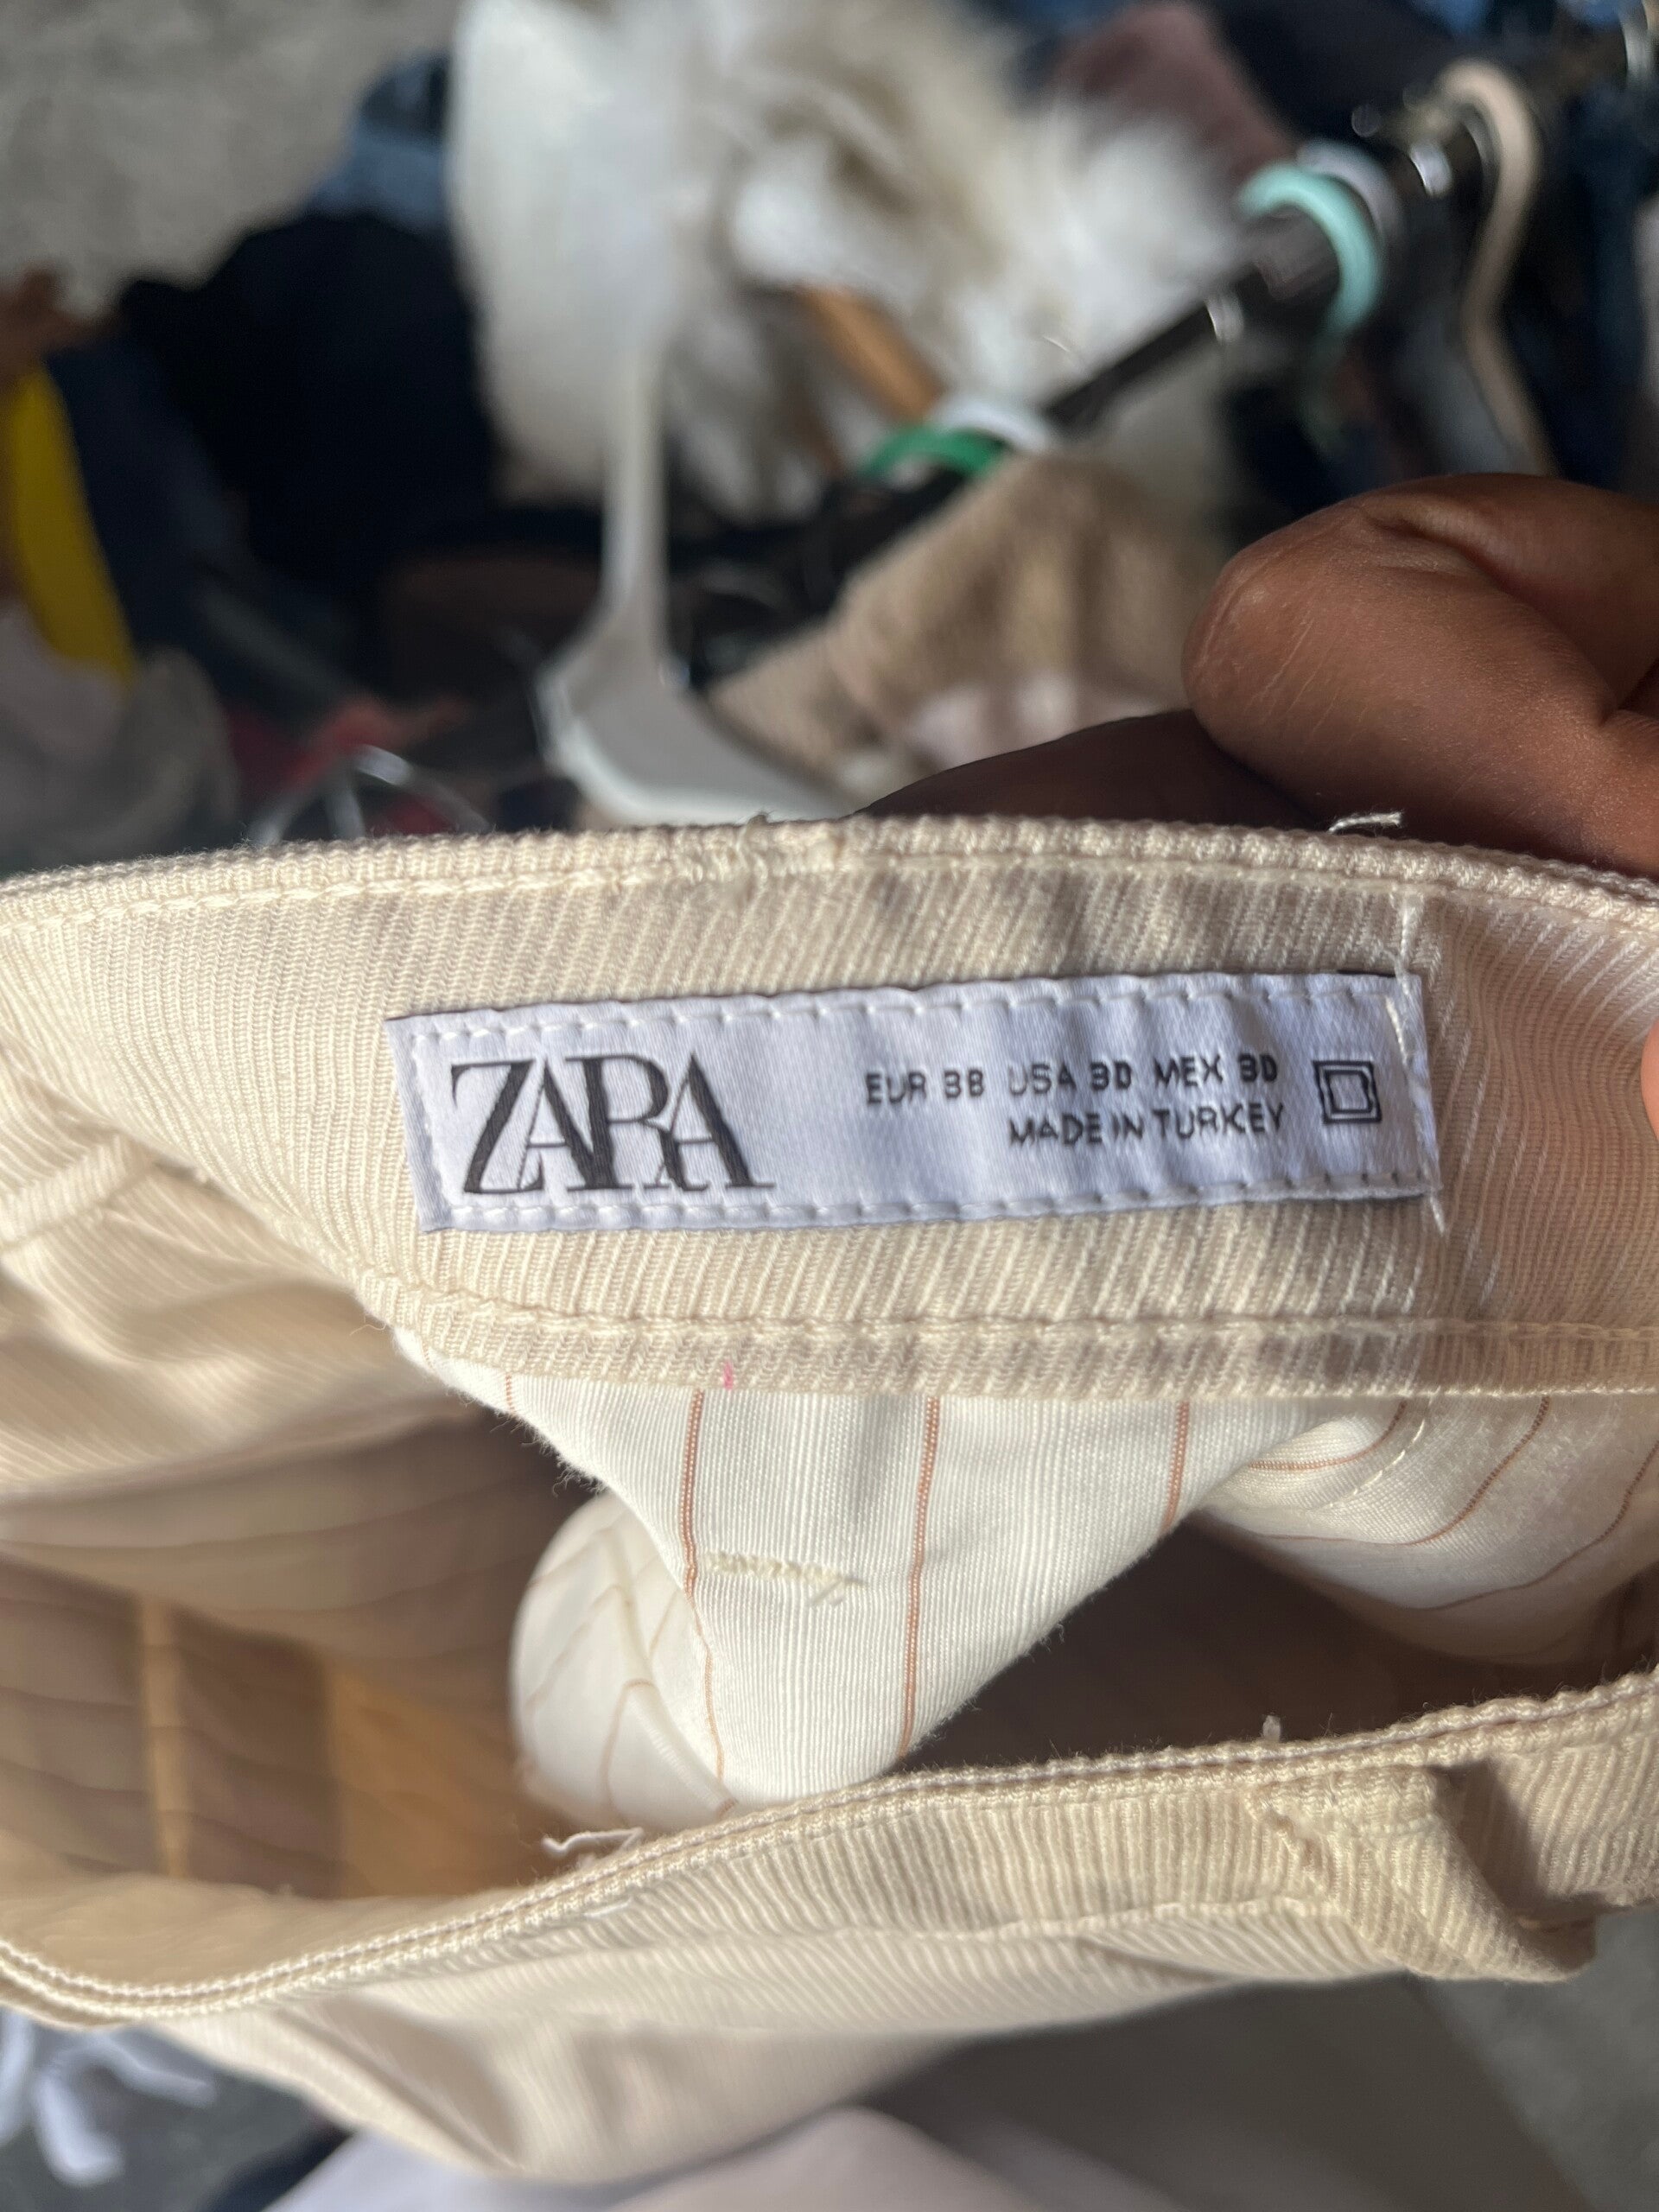 ZARA
EUR 38 USA 30 MEX 30
MADE IN TURKEY